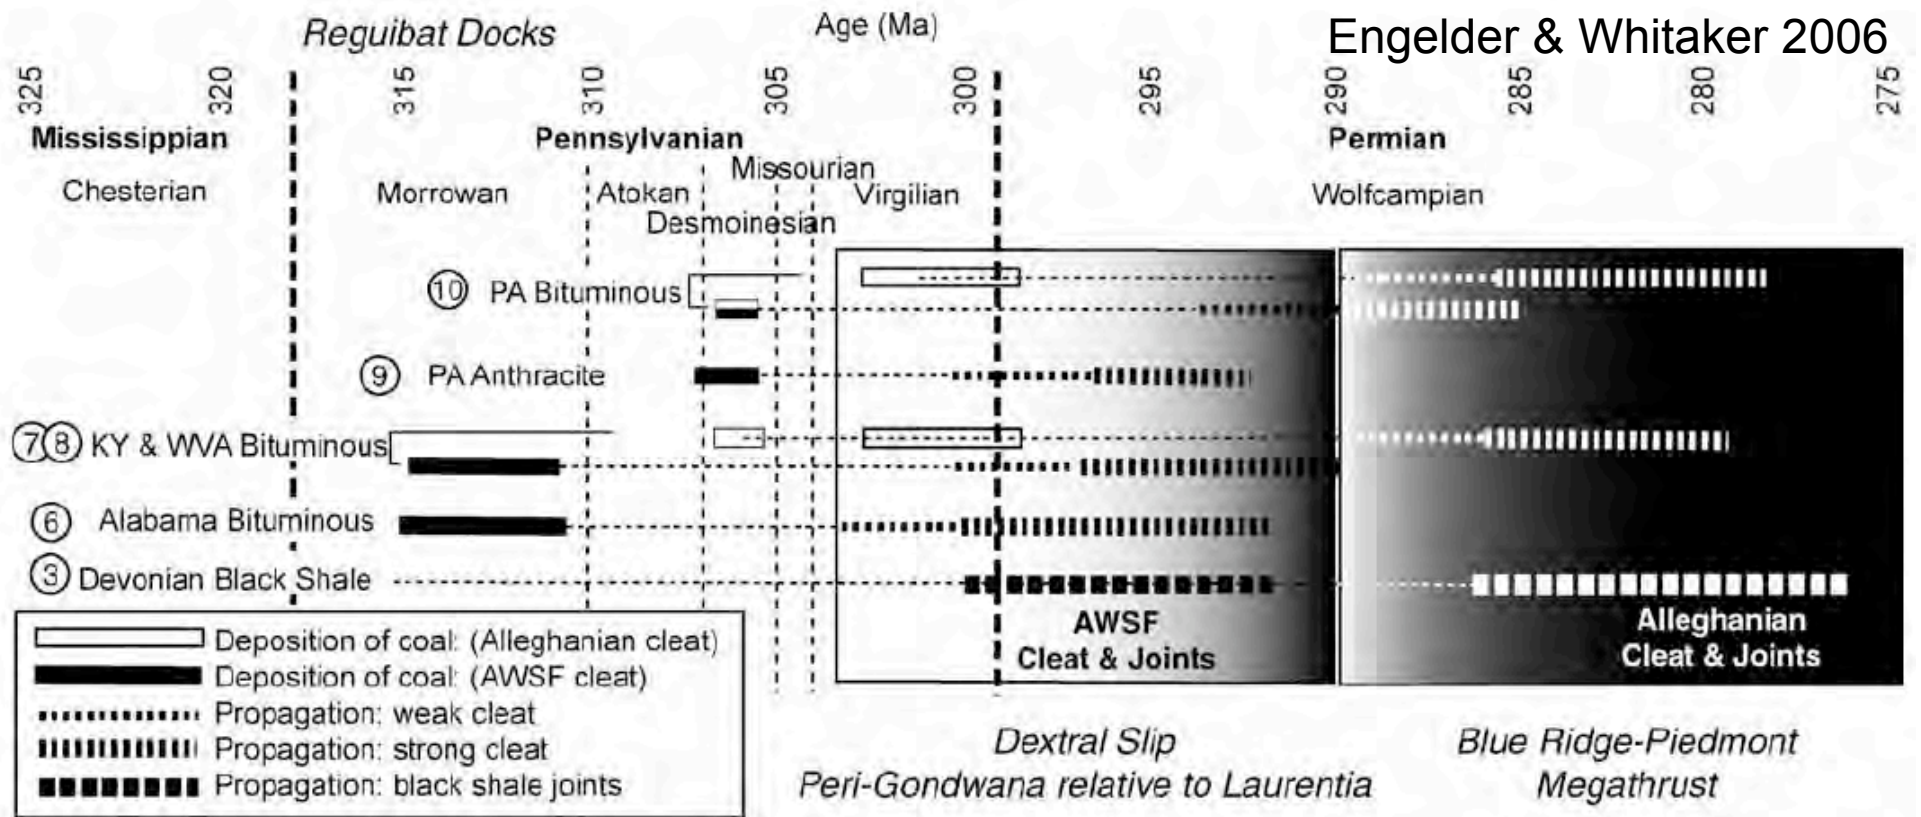 Reguibat Docks
Age (Ma)
Engelder & Whitaker 2006
325 320 315 310 305 300 295 290 285 280 275
Mississippian Pennsylvanian Permian
Missourian
Chesterian Morrowan Atokan Virgilian Wolfcampian
Desmoinesian
10 PA Bituminous
9 PA Anthracite
7 8 KY & WVA Bituminous
6 Alabama Bituminous
3 Devonian Black Shale
AWSF
Cleat & Joints
Alleghanian
Cleat & Joints
Deposition of coal: (Alleghanian cleat)
Deposition of coal: (AWSF cleat)
Propagation: weak cleat
Propagation: strong cleat
Propagation: black shale joints
Dextral Slip
Peri-Gondwana relative to Laurentia
Blue Ridge-Piedmont
Megathrust